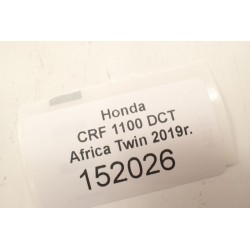 Honda
CRF 1100 DCT
Africa Twin 2019r.
152026